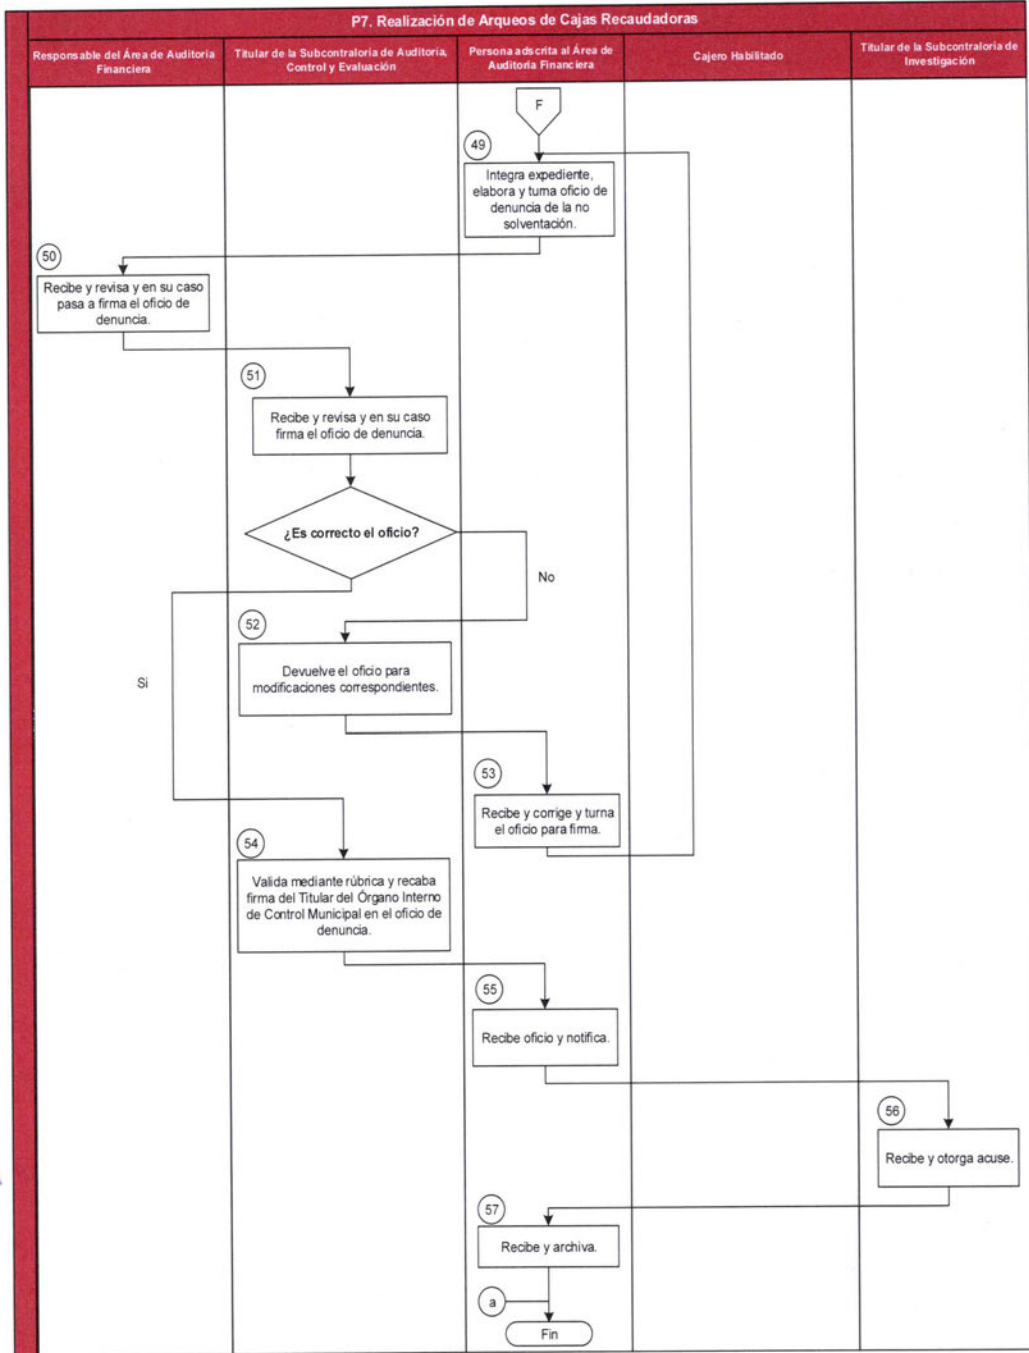 P7. Realización de Arqueos de Cajas Recaudadoras
Responsable del Área de Auditoría
Financiera
Titular de la Subcontraloría de Auditoría,
Control y Evaluación
Persona adscrita al Área de
Auditoría Financiera
Cajero Habilitado
Titular de la Subcontraloría de
Investigación
F
49
Integra expediente,
elabora y turna oficio de
denuncia de la no
solventación.
50
Recibe y revisa y en su caso
pasa a firma el oficio de
denuncia.
51
Recibe y revisa y en su caso
firma el oficio de denuncia.
¿Es correcto el oficio?
No
Si
52
Devuelve el oficio para
modificaciones correspondientes.
53
Recibe y corrige y turna
el oficio para firma.
54
Valida mediante rúbrica y recaba
firma del Titular del Órgano Interno
de Control Municipal en el oficio de
denuncia.
55
Recibe oficio y notifica.
56
Recibe y otorga acuse.
57
Recibe y archiva.
a
Fin